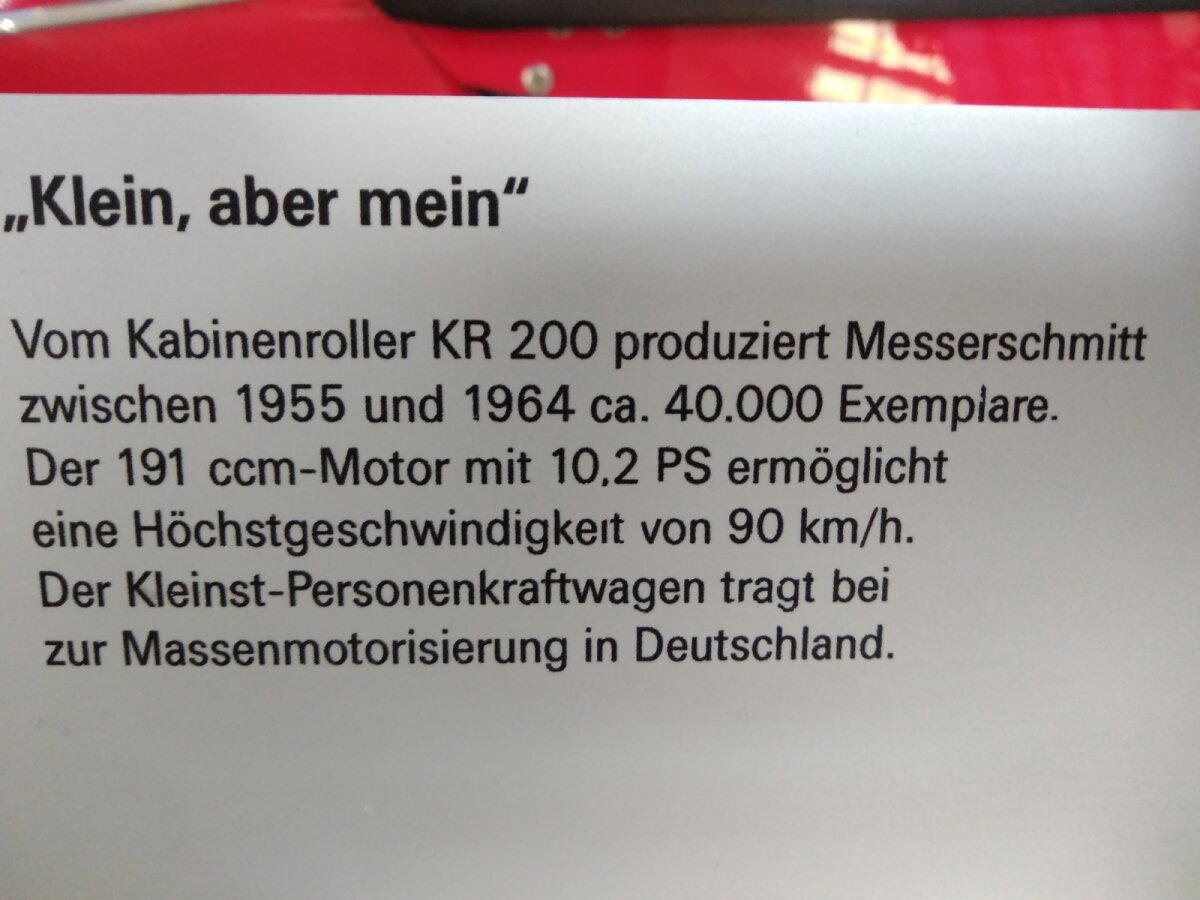 „Klein, aber mein“
Vom Kabinenroller KR 200 produziert Messerschmitt
zwischen 1955 und 1964 ca. 40.000 Exemplare.
Der 191 ccm-Motor mit 10,2 PS ermöglicht
eine Höchstgeschwindigkeit von 90 km/h.
Der Kleinst-Personenkraftwagen tragt bei
zur Massenmotorisierung in Deutschland.